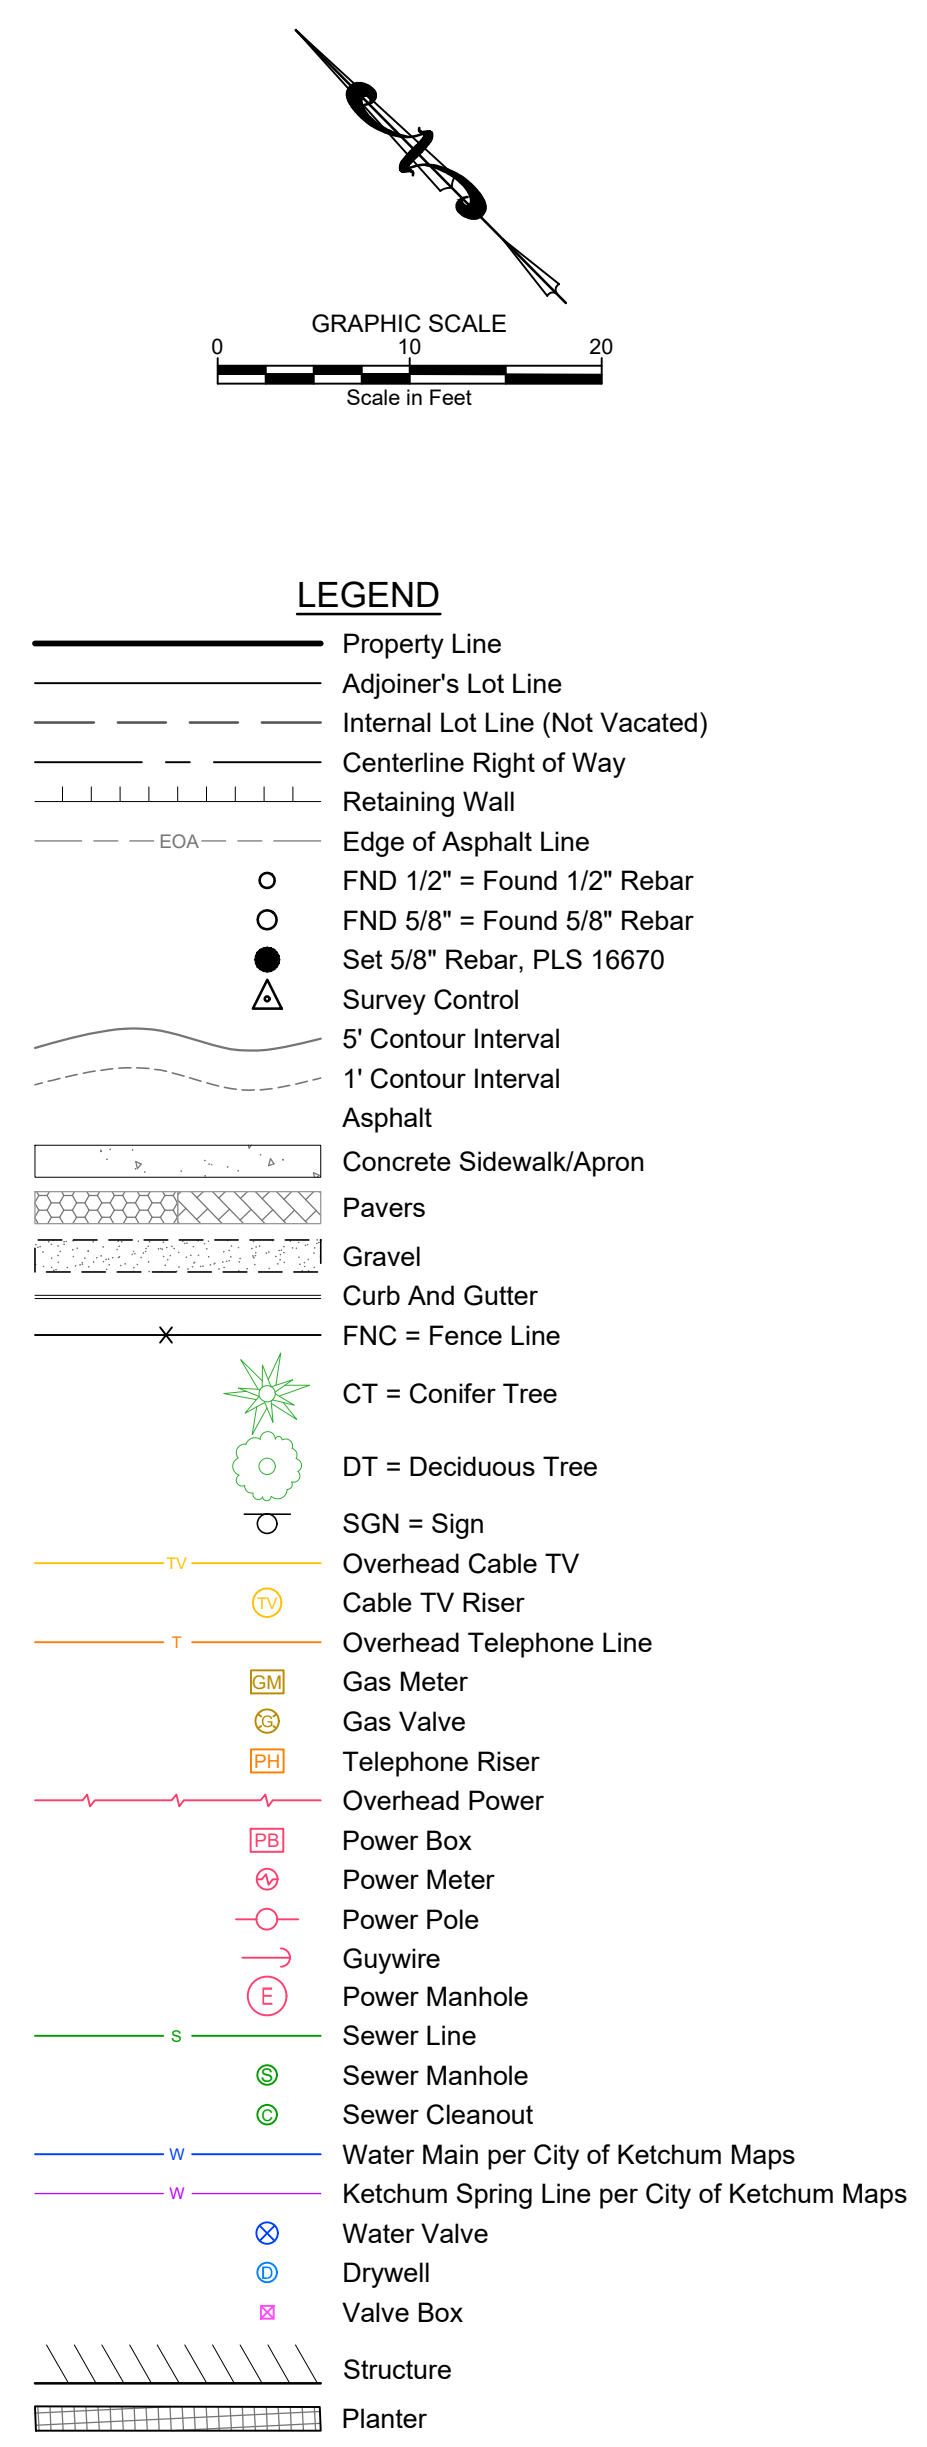 GRAPHIC SCALE
0 10 20
Scale in Feet
LEGEND
Property Line
Adjoiner's Lot Line
Internal Lot Line (Not Vacated)
Centerline Right of Way
Retaining Wall
EOA Edge of Asphalt Line
FND 1/2" = Found 1/2" Rebar
FND 5/8" = Found 5/8" Rebar
Set 5/8" Rebar, PLS 16670
Survey Control
5' Contour Interval
1' Contour Interval
Asphalt
Concrete Sidewalk/Apron
Pavers
Gravel
Curb And Gutter
FNC = Fence Line
CT = Conifer Tree
DT = Deciduous Tree
SGN = Sign
TV Overhead Cable TV
TV Cable TV Riser
T Overhead Telephone Line
GM Gas Meter
G Gas Valve
PH Telephone Riser
Overhead Power
PB Power Box
Power Meter
Power Pole
Guywire
E Power Manhole
S Sewer Line
S Sewer Manhole
C Sewer Cleanout
W Water Main per City of Ketchum Maps
W Ketchum Spring Line per City of Ketchum Maps
Water Valve
D Drywell
Valve Box
Structure
Planter